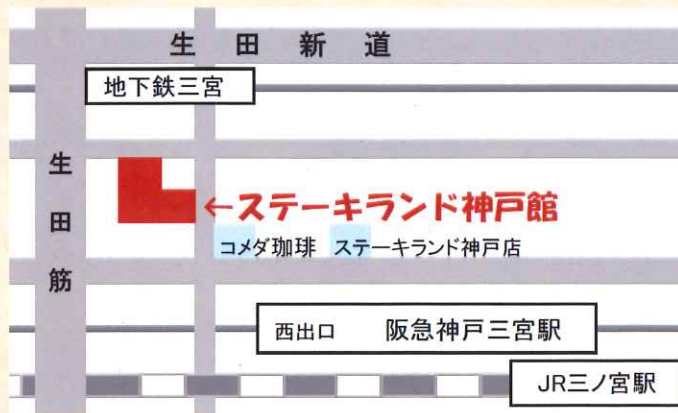 生田新道
地下鉄三宮
生田筋
←ステーキランド神戸館
コメダ珈琲 ステーキランド神戸店
西出口 阪急神戸三宮駅
JR三ノ宮駅